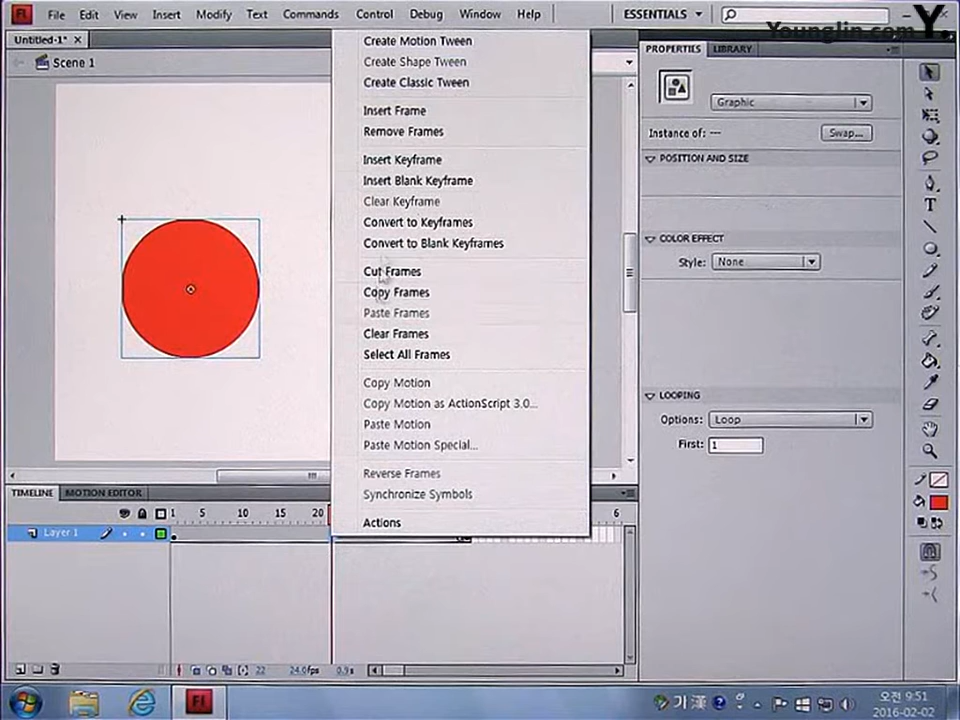 Fl File Edit View Insert Modify Text Commands Control Debug Window Help ESSENTIALS
Younglin.com Y.
Untitled-1*
Scene 1
Create Motion Tween
Create Shape Tween
Create Classic Tween
Insert Frame
Remove Frames
Insert Keyframe
Insert Blank Keyframe
Clear Keyframe
Convert to Keyframes
Convert to Blank Keyframes
Cut Frames
Copy Frames
Paste Frames
Clear Frames
Select All Frames
Copy Motion
Copy Motion as ActionScript 3.0...
Paste Motion
Paste Motion Special...
Reverse Frames
Synchronize Symbols
Actions
PROPERTIES LIBRARY
Graphic
Instance of: --- Swap...
POSITION AND SIZE
COLOR EFFECT
Style: None
LOOPING
Options: Loop
First: 1
TIMELINE MOTION EDITOR
1 5 10 15 20 6
Layer 1
22 24.0fps 0.9s
Fl 가 漢 오전 9:51
2016-02-02